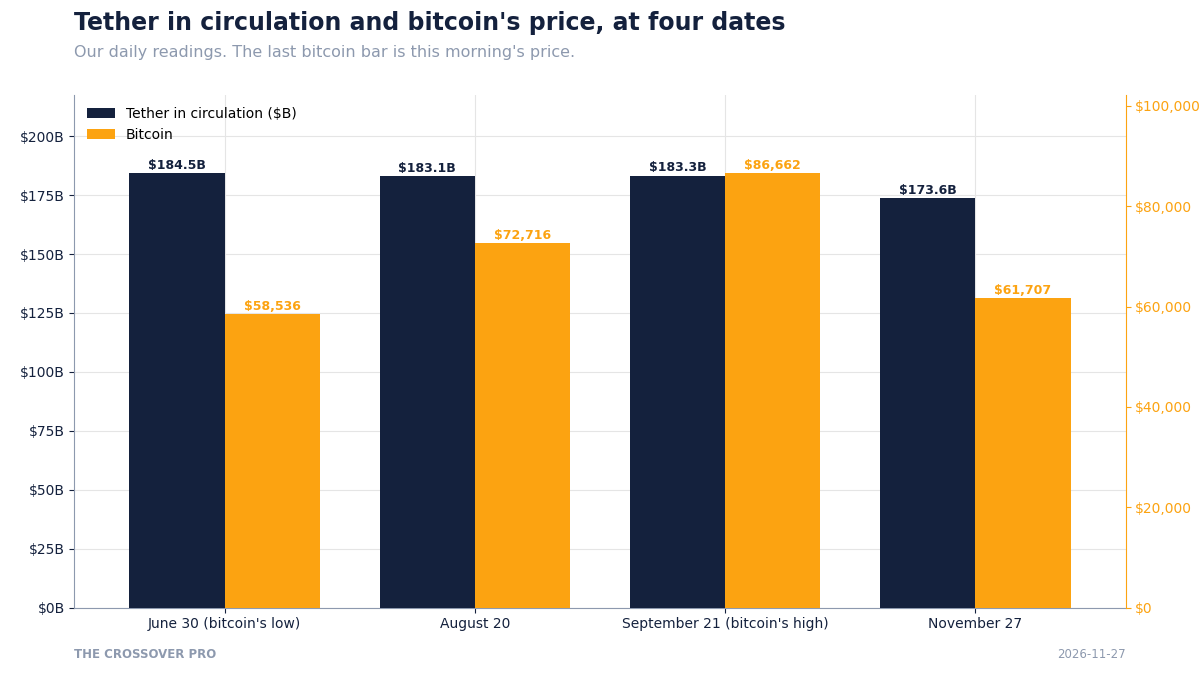 Tether in circulation and bitcoin's price, at four dates
Our daily readings. The last bitcoin bar is this morning's price.
Tether in circulation ($B)
Bitcoin
$200B
$175B
$150B
$125B
$100B
$75B
$50B
$25B
$0B
$100,000
$80,000
$60,000
$40,000
$20,000
$0
$184.5B
$58,536
$183.1B
$72,716
$183.3B
$86,662
$173.6B
$61,707
June 30 (bitcoin's low)
August 20
September 21 (bitcoin's high)
November 27
THE CROSSOVER PRO
2026-11-27